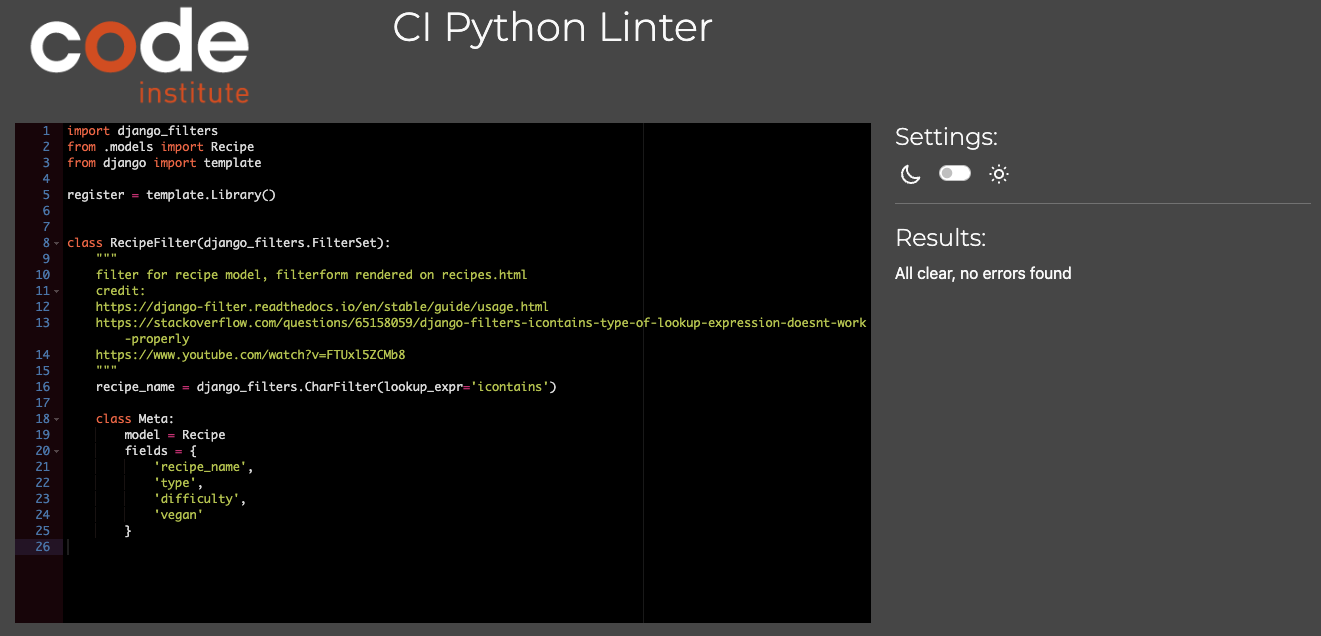 code
institute
CI Python Linter
1 import django_filters
2 from .models import Recipe
3 from django import template
4
5 register = template.Library()
6
7
8 class RecipeFilter(django_filters.FilterSet):
9 """
10 filter for recipe model, filterform rendered on recipes.html
11 credit:
12 https://django-filter.readthedocs.io/en/stable/guide/usage.html
13 https://stackoverflow.com/questions/65158059/django-filters-icontains-type-of-lookup-expression-doesnt-work
-properly
14 https://www.youtube.com/watch?v=FTUxl5ZCMb8
15 """
16 recipe_name = django_filters.CharFilter(lookup_expr='icontains')
17
18 class Meta:
19 model = Recipe
20 fields = {
21 'recipe_name',
22 'type',
23 'difficulty',
24 'vegan'
25 }
26
Settings:
Results:
All clear, no errors found